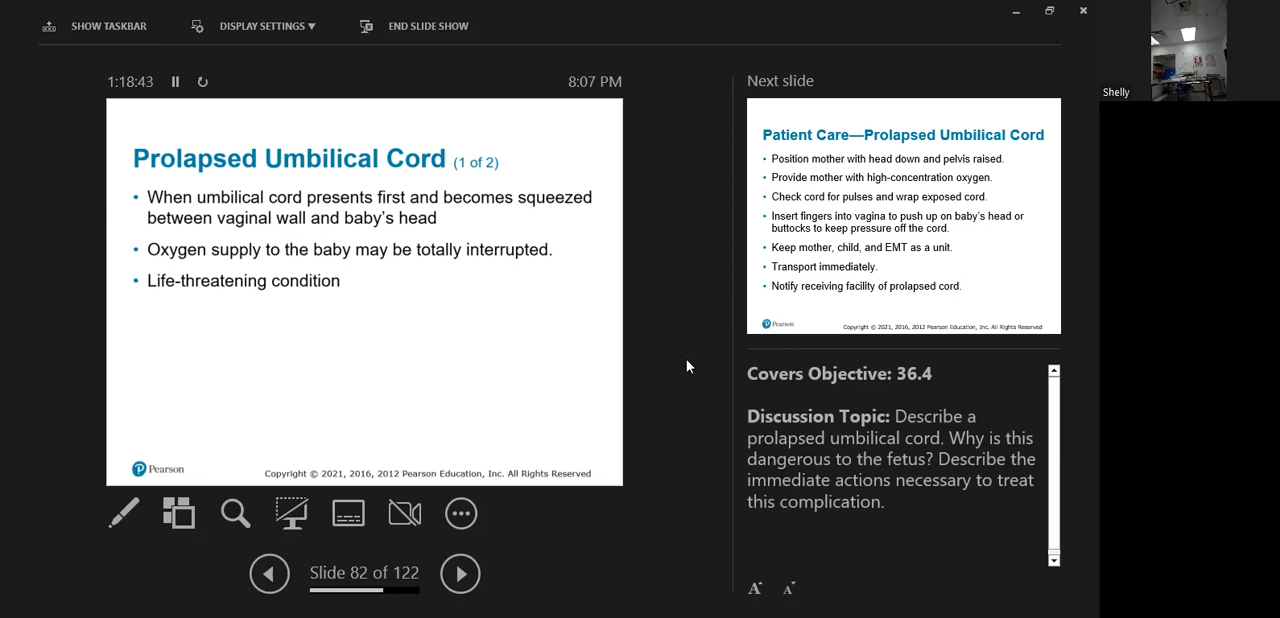 SHOW TASKBAR
DISPLAY SETTINGS ▼
END SLIDE SHOW
1:18:43
8:07 PM
Prolapsed Umbilical Cord (1 of 2)
• When umbilical cord presents first and becomes squeezed
between vaginal wall and baby's head
• Oxygen supply to the baby may be totally interrupted.
• Life-threatening condition
Pearson
Copyright © 2021, 2016, 2012 Pearson Education, Inc. All Rights Reserved
Slide 82 of 122
Next slide
Patient Care—Prolapsed Umbilical Cord
• Position mother with head down and pelvis raised.
• Provide mother with high-concentration oxygen.
• Check cord for pulses and wrap exposed cord.
• Insert fingers into vagina to push up on baby's head or
buttocks to keep pressure off the cord.
• Keep mother, child, and EMT as a unit.
• Transport immediately.
• Notify receiving facility of prolapsed cord.
Pearson
Copyright © 2021, 2016, 2012 Pearson Education, Inc. All Rights Reserved
Covers Objective: 36.4
Discussion Topic: Describe a
prolapsed umbilical cord. Why is this
dangerous to the fetus? Describe the
immediate actions necessary to treat
this complication.
A A
Shelly